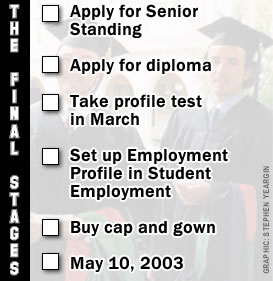 THE FINAL STAGES
Apply for Senior
Standing
Apply for diploma
Take profile test
in March
Set up Employment
Profile in Student
Employment
Buy cap and gown
May 10, 2003
GRAPHIC: STEPHEN YEARGIN